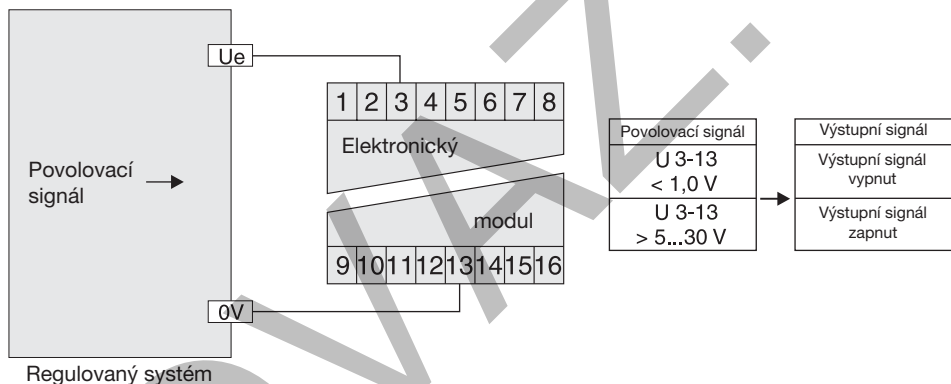 Ue
1 2 3 4 5 6 7 8
Elektronický
modul
9 10 11 12 13 14 15 16
Povolovací
signál
0V
Regulovaný systém
Povolovací signál
U 3-13
< 1,0 V
U 3-13
> 5...30 V
Výstupní signál
Výstupní signál
vypnut
Výstupní signál
zapnut